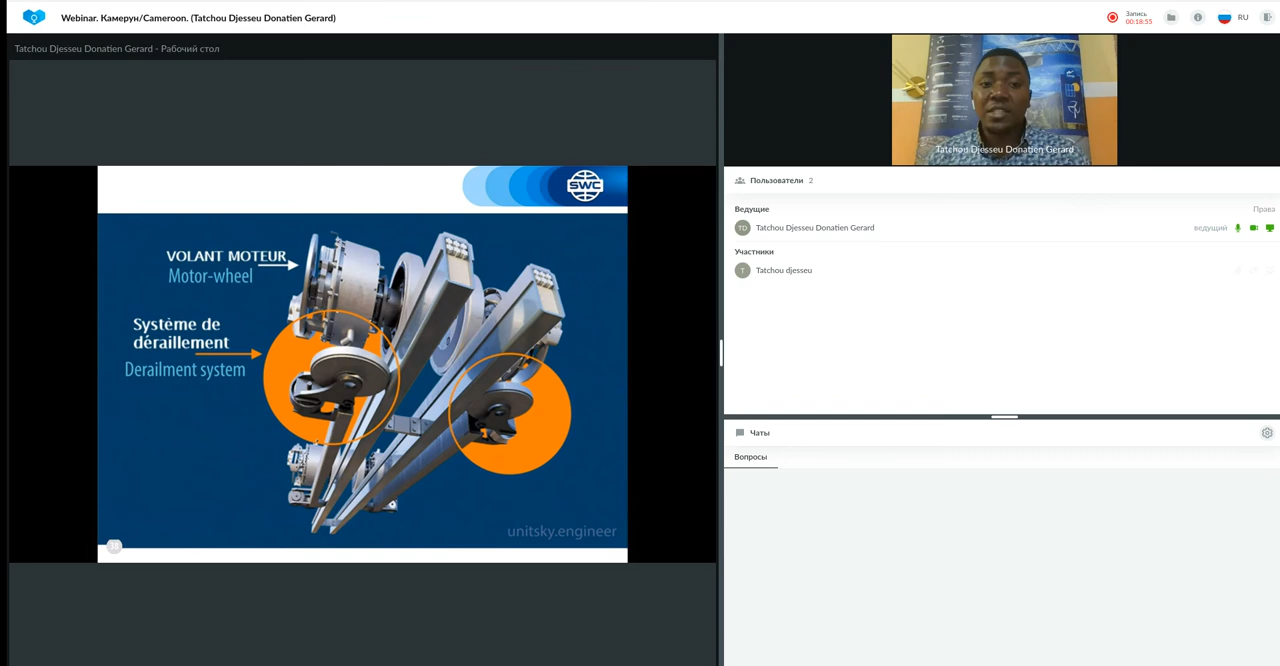 Webinar. Камерун/Cameroon. (Tatchou Djesseu Donatien Gerard)
Запись
00:18:55
RU
Tatchou Djesseu Donatien Gerard - Рабочий стол
SWC
VOLANT MOTEUR
Motor-wheel
Système de
déraillement
Derailment system
unitsky.engineer
Tatchou Djesseu Donatien Gerard
Пользователи 2
Ведущие Права
TD Tatchou Djesseu Donatien Gerard ведущий
Участники
T Tatchou djesseu
Чаты
Вопросы